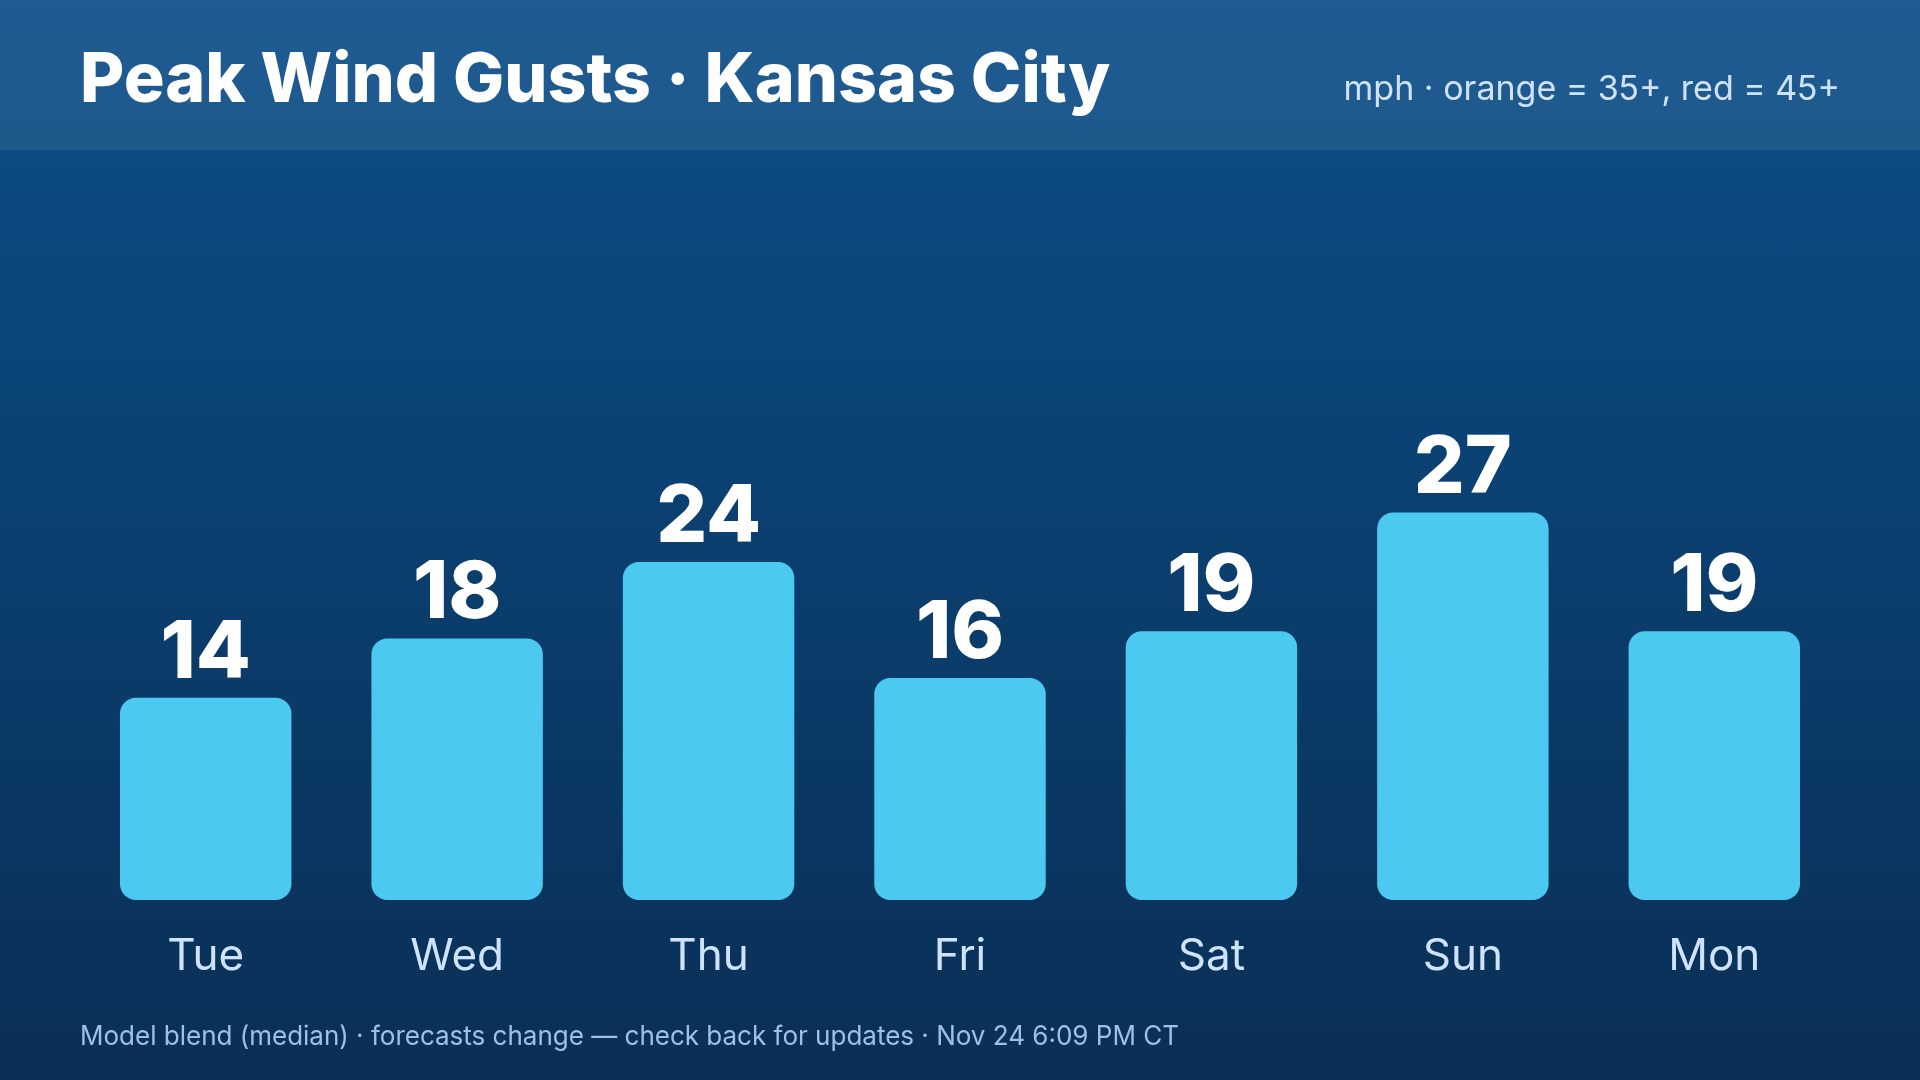 Peak Wind Gusts · Kansas City
mph · orange = 35+, red = 45+
14
18
24
16
19
27
19
Tue
Wed
Thu
Fri
Sat
Sun
Mon
Model blend (median) · forecasts change — check back for updates · Nov 24 6:09 PM CT